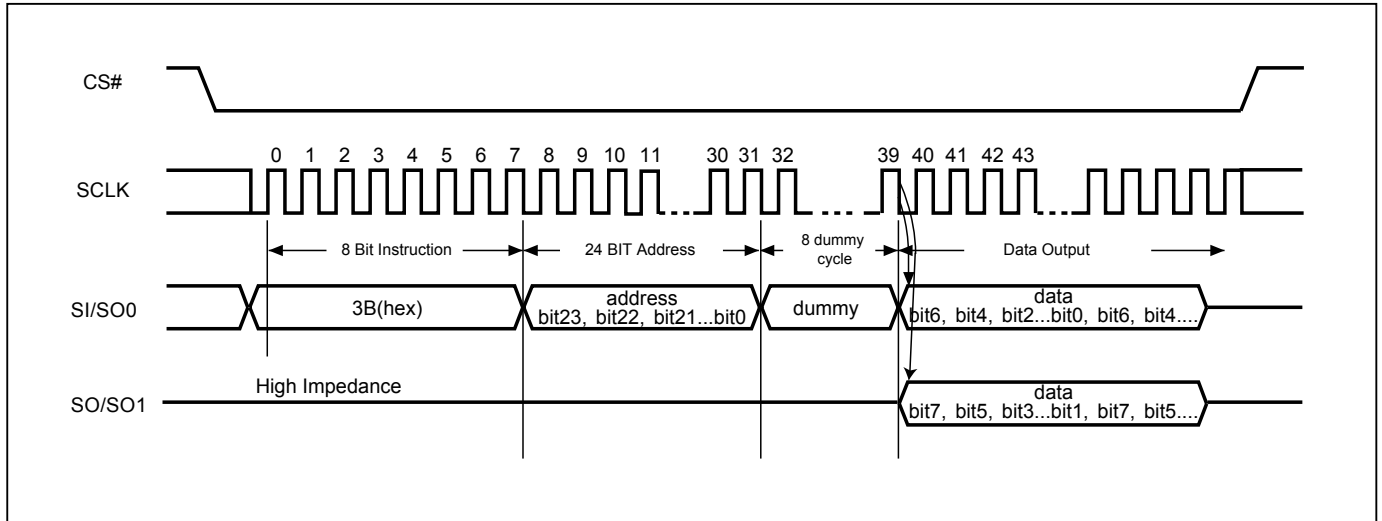 CS#
0 1 2 3 4 5 6 7 8 9 10 11 30 31 32 39 40 41 42 43
SCLK
8 Bit Instruction 24 BIT Address 8 dummy cycle Data Output
SI/SO0
3B(hex)
address
bit23, bit22, bit21...bit0
dummy
data
bit6, bit4, bit2...bit0, bit6, bit4....
High Impedance
SO/SO1
data
bit7, bit5, bit3...bit1, bit7, bit5....